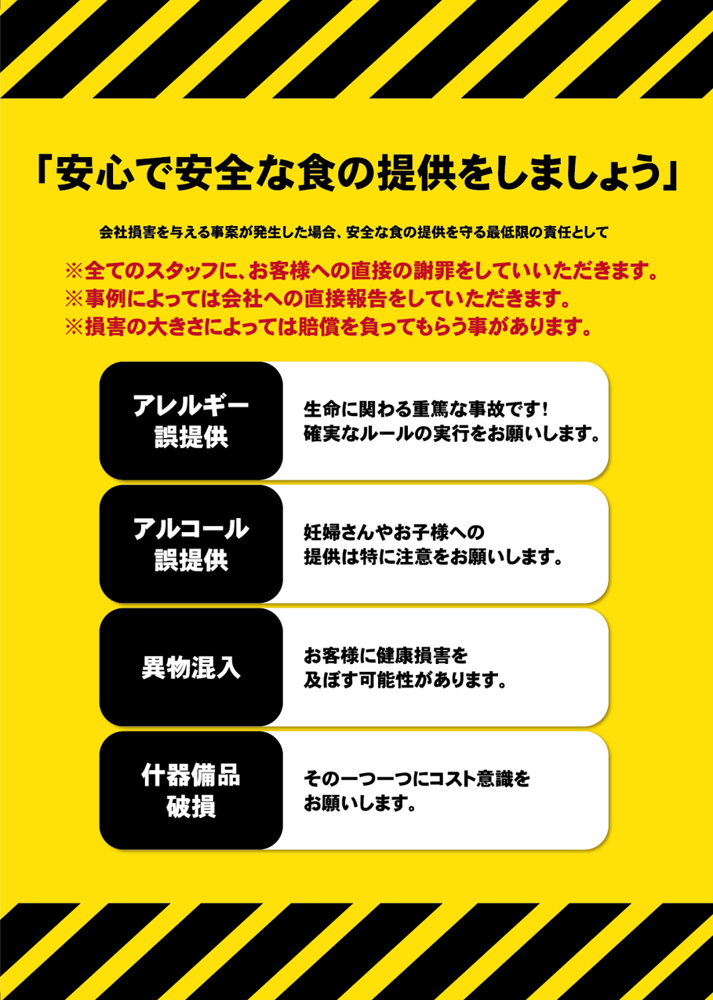 「安心で安全な食の提供をしましょう」
会社損害を与える事案が発生した場合、安全な食の提供を守る最低限の責任として
※全てのスタッフに、お客様への直接の謝罪をしていいただきます。
※事例によっては会社への直接報告をしていただきます。
※損害の大きさによっては賠償を負ってもらう事があります。
アレルギー
誤提供
生命に関わる重篤な事故です！
確実なルールの実行をお願いします。
アルコール
誤提供
妊婦さんやお子様への
提供は特に注意をお願いします。
異物混入
お客様に健康損害を
及ぼす可能性があります。
什器備品
破損
その一つ一つにコスト意識を
お願いします。